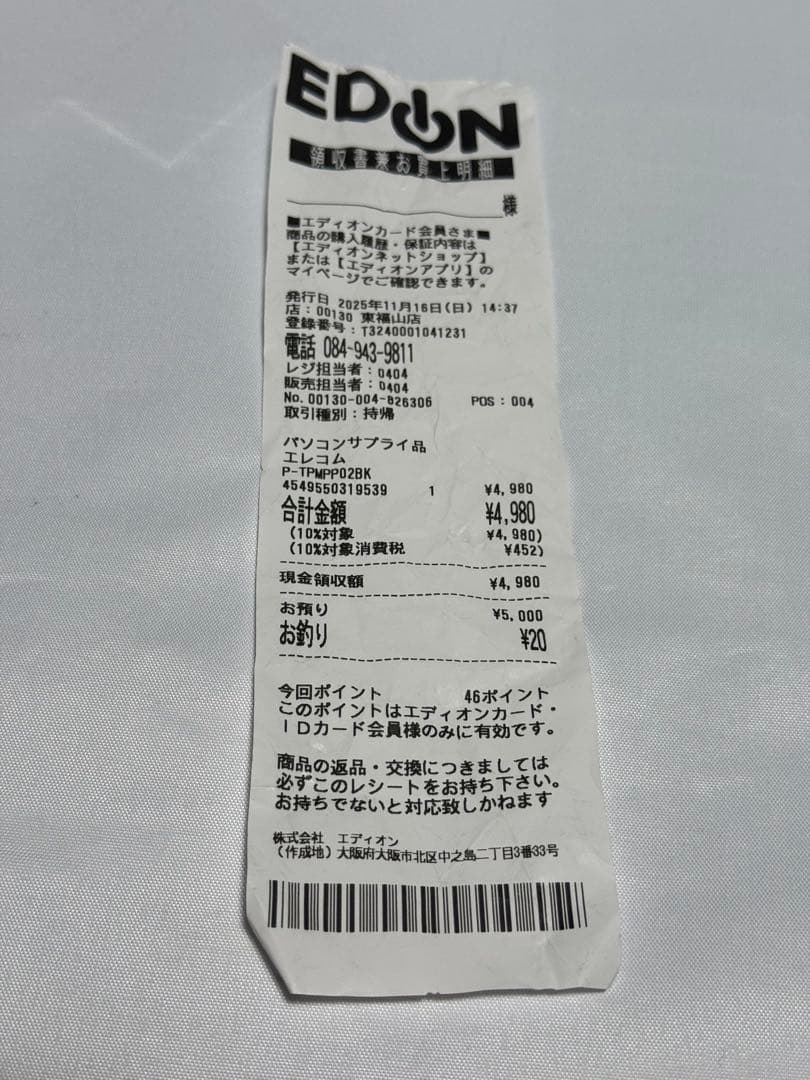 EDION
領収書兼お買上明細
様
■エディオンカード会員さま■
商品の購入履歴・保証内容は
【エディオンネットショップ】
または【エディオンアプリ】の
マイページでご確認できます。
発行日 2025年11月16日(日) 14:37
店：00130 東福山店
登録番号：T3240001041231
電話 084-943-9811
レジ担当者：0404
販売担当者：0404
No.00130-004-826306 POS：004
取引種別：持帰
パソコンサプライ品
エレコム
P-TPMPP02BK
4549550319539 1 ¥4,980
合計金額 ¥4,980
(10%対象 ¥4,980)
(10%対象消費税 ¥452)
現金領収額 ¥4,980
お預り ¥5,000
お釣り ¥20
今回ポイント 46ポイント
このポイントはエディオンカード・
IDカード会員様のみに有効です。
商品の返品・交換につきましては
必ずこのレシートをお持ち下さい。
お持ちでないと対応致しかねます
株式会社 エディオン
(作成地) 大阪府大阪市北区中之島二丁目3番33号